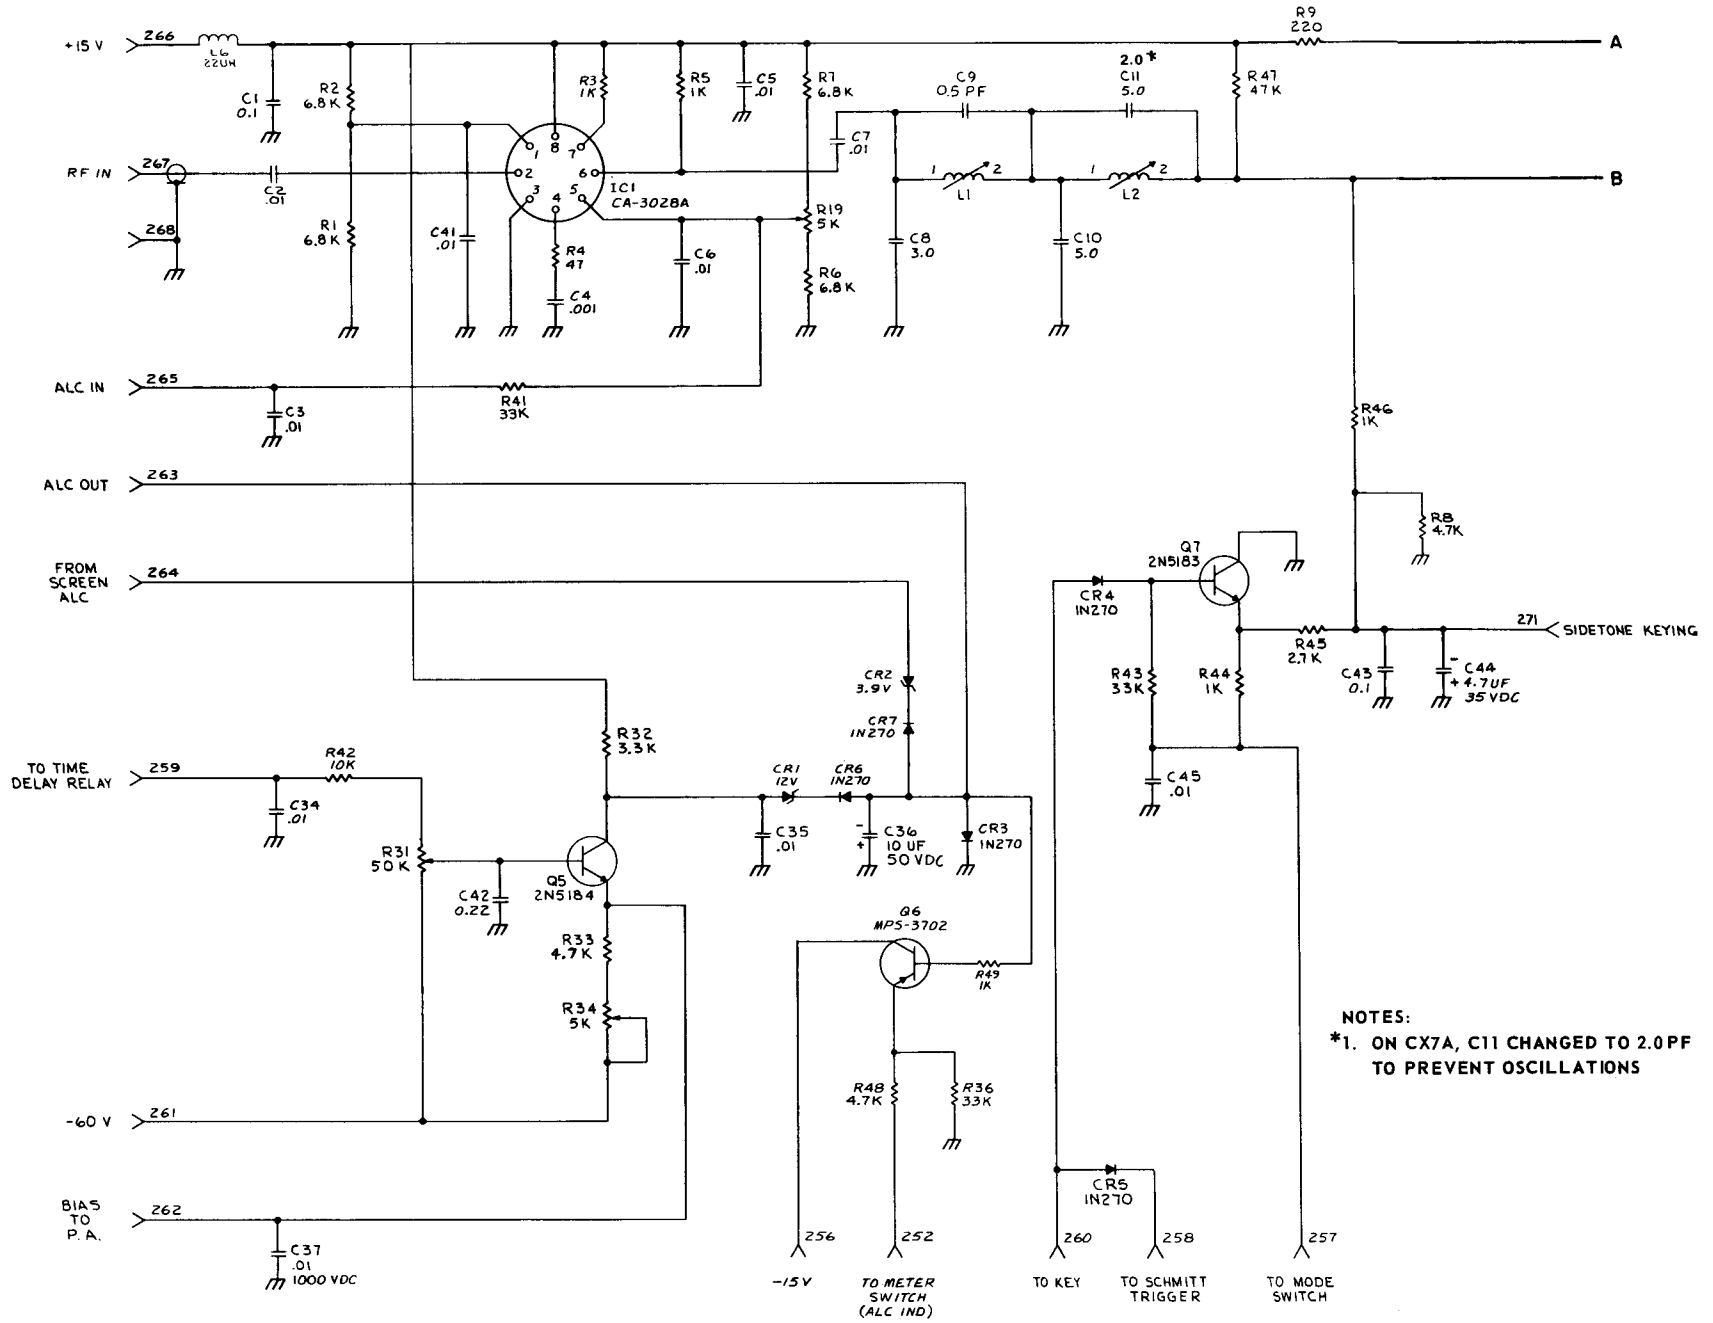 R9
220
+15 V
266
L6
22UH
A
C1
0.1
R2
6.8K
R3
1K
R5
1K
C5
.01
R7
6.8K
C9
0.5 PF
2.0*
C11
5.0
R47
47K
RF IN
267
C2
.01
1
8
7
2
6
3
4
5
IC1
CA-3028A
C7
.01
1
2
L1
1
2
L2
B
268
R1
6.8K
C41
.01
R4
47
C4
.001
C6
.01
R19
5K
R6
6.8K
C8
3.0
C10
5.0
ALC IN
265
C3
.01
R41
33K
R46
1K
ALC OUT
263
R8
4.7K
FROM
SCREEN
ALC
264
Q7
2N5183
CR4
1N270
271
SIDETONE KEYING
R45
2.7K
R43
33K
R44
1K
C43
0.1
-
+
C44
4.7UF
35 VDC
CR2
3.9V
CR7
1N270
R32
3.3K
TO TIME
DELAY RELAY
259
R42
10K
C34
.01
CR1
12V
CR6
1N270
C45
.01
C35
.01
-
+
C36
10 UF
50 VDC
CR3
1N270
R31
50K
C42
0.22
Q5
2N5184
Q6
MPS-3702
R49
1K
R33
4.7K
R34
5K
NOTES:
*1. ON CX7A, C11 CHANGED TO 2.0PF
TO PREVENT OSCILLATIONS
R48
4.7K
R36
33K
-60 V
261
CR5
1N270
BIAS
TO
P.A.
262
C37
.01
1000 VDC
256
252
260
258
257
-15V
TO METER
SWITCH
(ALC IND)
TO KEY
TO SCHMITT
TRIGGER
TO MODE
SWITCH